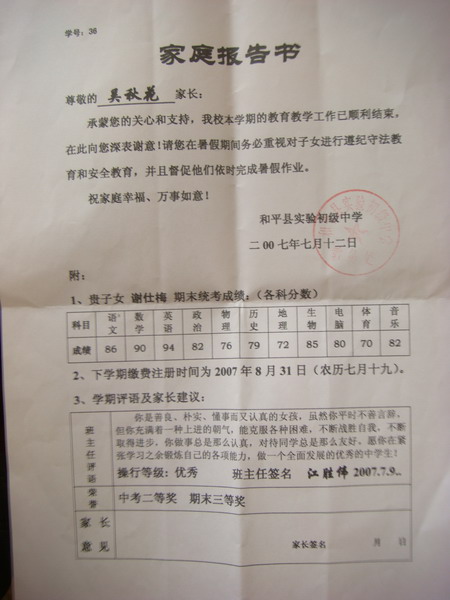 学号：36
家庭报告书
尊敬的 吴秋花 家长：
承蒙您的关心和支持，我校本学期的教育教学工作已顺利结束，
在此向您深表谢意！请您在暑假期间务必重视对子女进行遵纪守法教
育和安全教育，并且督促他们依时完成暑假作业。
祝家庭幸福、万事如意！
和平县实验初级中学
二00七年七月十二日
附：
1、贵子女 谢仕梅 期末统考成绩：（各科分数）
科目 语文 数学 英语 政治 物理 历史 地理 生物 电脑 体育 音乐
成绩 86 90 94 82 76 79 72 85 80 70 82
2、下学期缴费注册时间为 2007 年 8 月 31 日（农历七月十九）。
3、学期评语及家长建议：
班主任评语
你是善良、朴实、懂事而又认真的女孩，虽然你平时不善言辞，
但你充满着一种上进的朝气，能克服各种困难，不断战胜自我，不断
取得进步。你做事总是那么认真，对待同学总是那么友好。愿你在紧
张学习之余锻炼自己的各项能力，做一个全面发展的优秀的中学生！
操行等级：优秀 班主任签名 江胜伟 2007.7.9..
荣誉 中考二等奖 期末三等奖
家长意见
家长签名 月 日